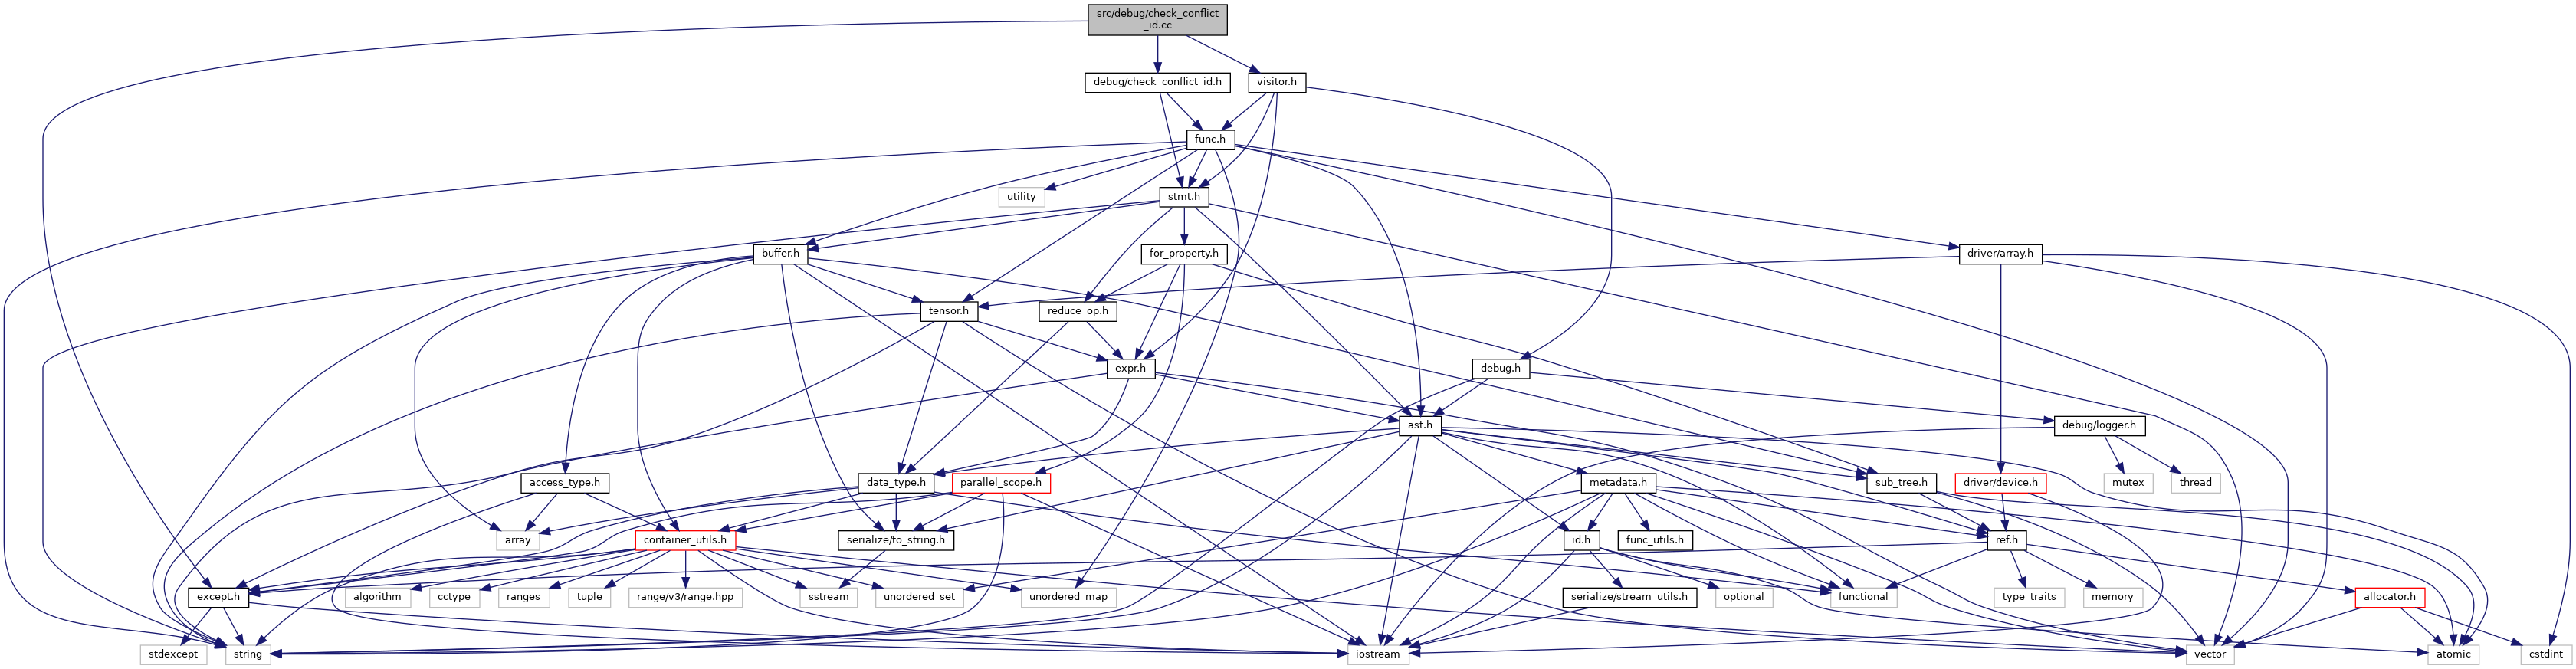 src/debug/check_conflict
_id.cc
debug/check_conflict_id.h
visitor.h
func.h
utility
stmt.h
buffer.h
for_property.h
driver/array.h
tensor.h
reduce_op.h
expr.h
debug.h
ast.h
debug/logger.h
access_type.h
data_type.h
parallel_scope.h
metadata.h
sub_tree.h
driver/device.h
mutex
thread
array
container_utils.h
serialize/to_string.h
id.h
func_utils.h
ref.h
except.h
algorithm
cctype
ranges
tuple
range/v3/range.hpp
sstream
unordered_set
unordered_map
serialize/stream_utils.h
optional
functional
type_traits
memory
allocator.h
stdexcept
string
iostream
vector
atomic
cstdint